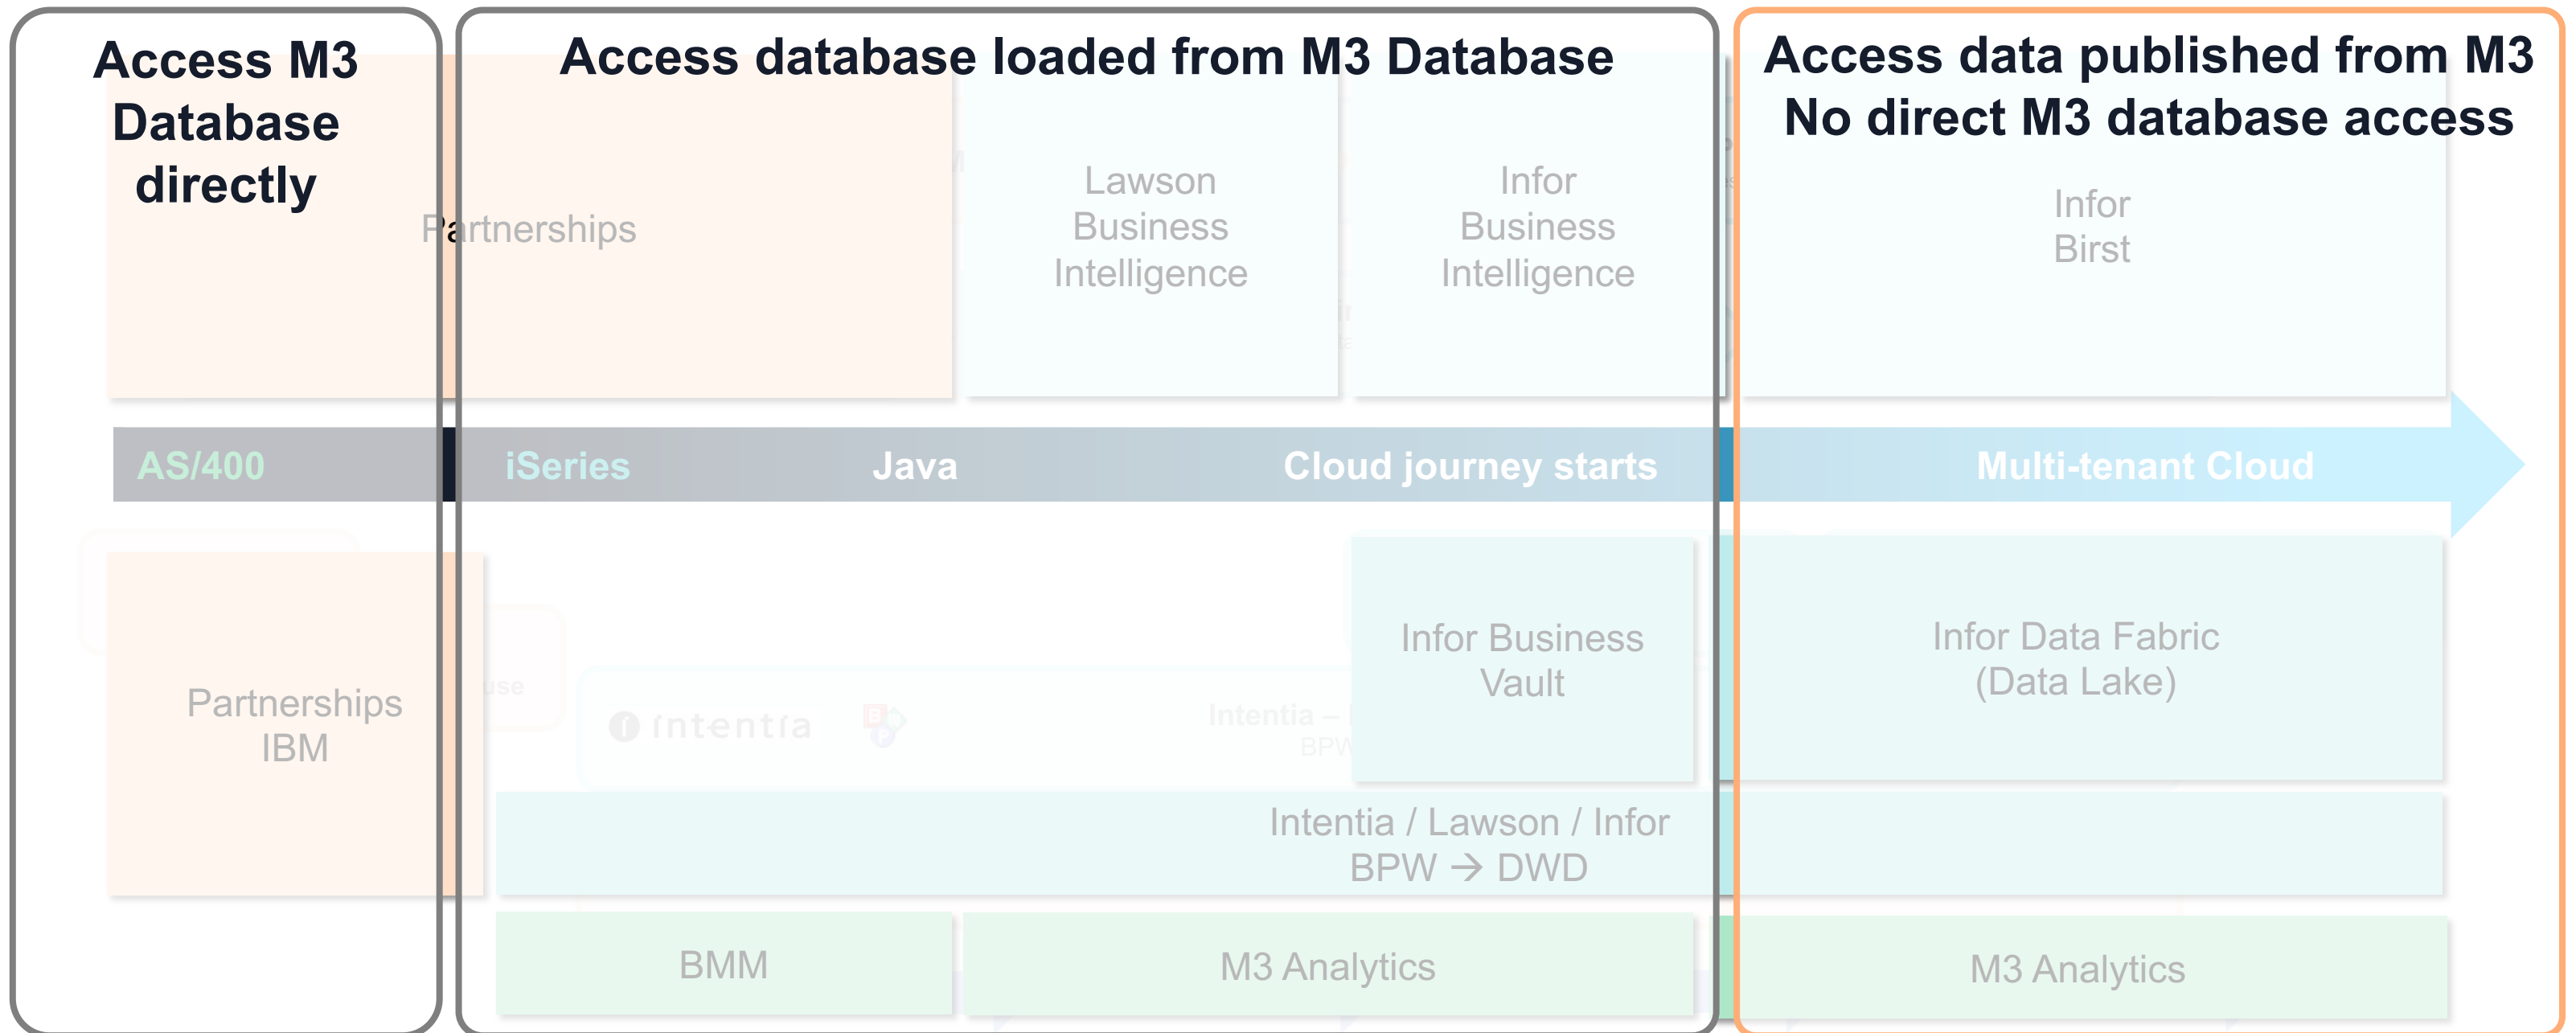 Access M3
Database
directly
Access database loaded from M3 Database
Access data published from M3
No direct M3 database access
Partnerships
Lawson
Business
Intelligence
Infor
Business
Intelligence
Infor
Birst
AS/400
iSeries
Java
Cloud journey starts
Multi-tenant Cloud
Partnerships
IBM
use
intentia
B
P
Intentia –
BPW
Infor Business
Vault
Infor Data Fabric
(Data Lake)
Intentia / Lawson / Infor
BPW → DWD
BMM
M3 Analytics
M3 Analytics